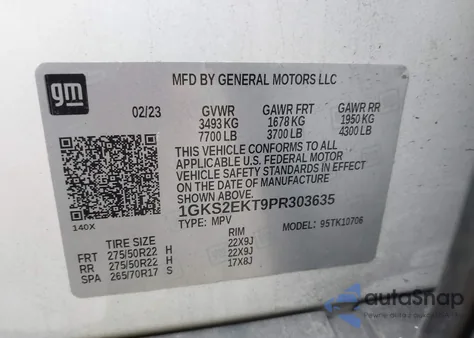 gm
MFD BY GENERAL MOTORS LLC
02/23 GVWR GAWR FRT GAWR RR
3493 KG 1678 KG 1950 KG
7700 LB 3700 LB 4300 LB
THIS VEHICLE CONFORMS TO ALL
APPLICABLE U.S. FEDERAL MOTOR
VEHICLE SAFETY STANDARDS IN
EFFECT ON THE DATE OF MANUFACTURE
SHOWN ABOVE.
1GKS2EKT9PR303635
TYPE: MPV MODEL: 95TK10706
140X
TIRE SIZE RIM
FRT 275/50R22 H 22X9J
RR 275/50R22 H 22X9J
SPA 265/70R17 S 17X8J
autoSnap
Powered by